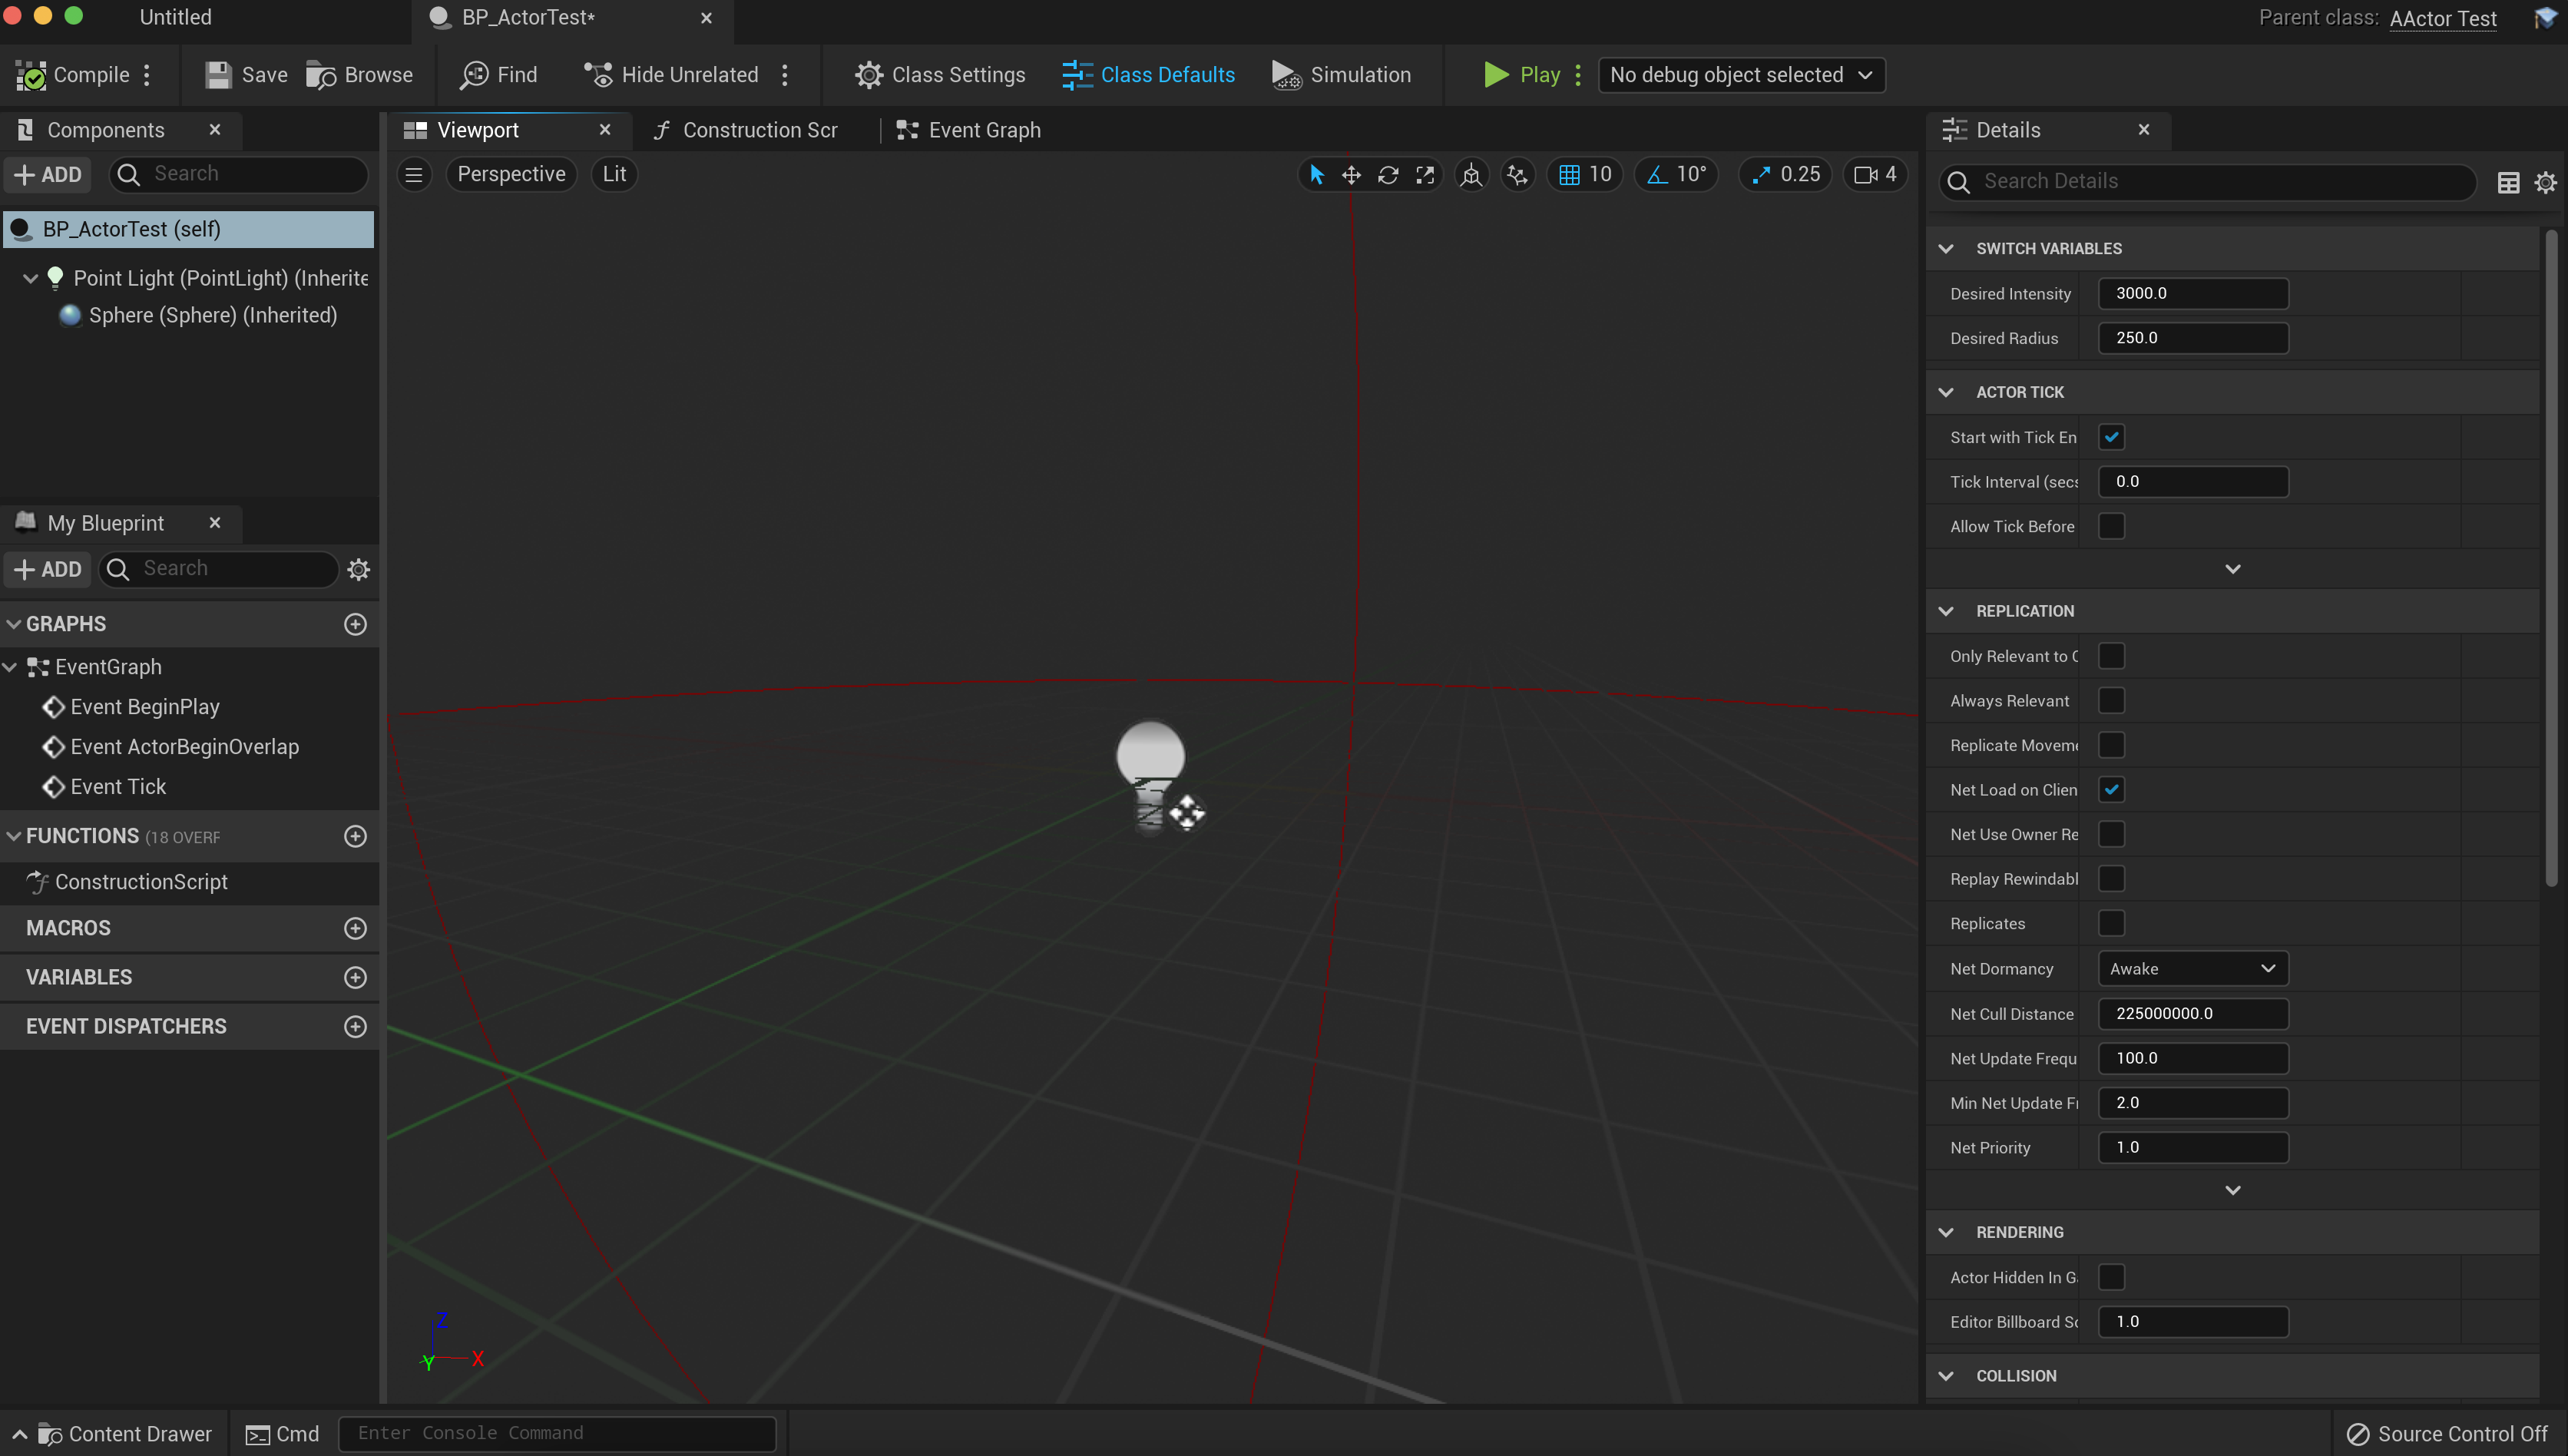 Untitled
BP_ActorTest*
Parent class: AActor Test
Compile
Save
Browse
Find
Hide Unrelated
Class Settings
Class Defaults
Simulation
Play
No debug object selected
Components
ADD
Search
BP_ActorTest (self)
Point Light (PointLight) (Inherite
Sphere (Sphere) (Inherited)
My Blueprint
ADD
Search
GRAPHS
EventGraph
Event BeginPlay
Event ActorBeginOverlap
Event Tick
FUNCTIONS (18 OVERR
ConstructionScript
MACROS
VARIABLES
EVENT DISPATCHERS
Viewport
Construction Scr
Event Graph
Perspective
Lit
10
10°
0.25
4
Z
Y
X
Details
Search Details
SWITCH VARIABLES
Desired Intensity 3000.0
Desired Radius 250.0
ACTOR TICK
Start with Tick En
Tick Interval (secs 0.0
Allow Tick Before
REPLICATION
Only Relevant to O
Always Relevant
Replicate Moveme
Net Load on Clien
Net Use Owner Re
Replay Rewindabl
Replicates
Net Dormancy Awake
Net Cull Distance 225000000.0
Net Update Frequ 100.0
Min Net Update Fr 2.0
Net Priority 1.0
RENDERING
Actor Hidden In Ga
Editor Billboard Sc 1.0
COLLISION
Content Drawer
Cmd
Enter Console Command
Source Control Off